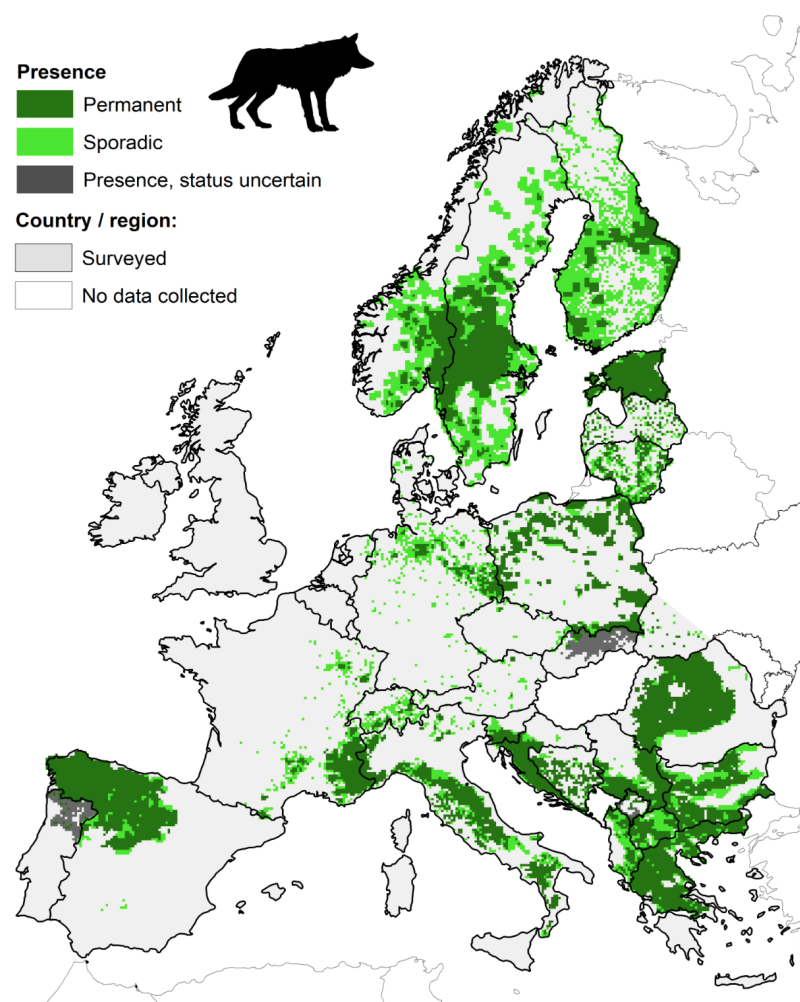 Presence
Permanent
Sporadic
Presence, status uncertain
Country / region:
Surveyed
No data collected